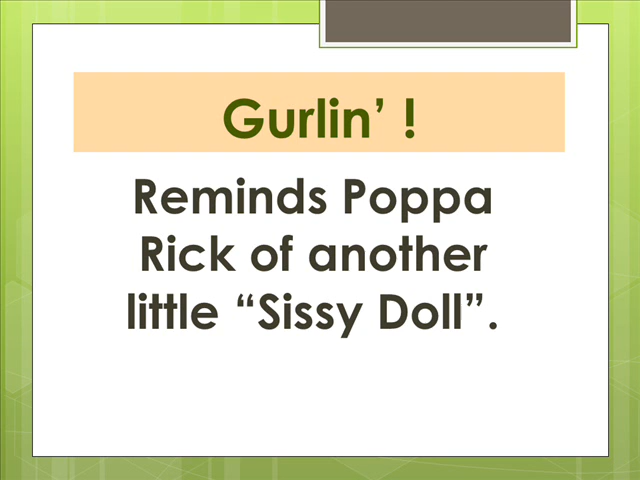 Gurlin’ !
Reminds Poppa
Rick of another
little “Sissy Doll”.